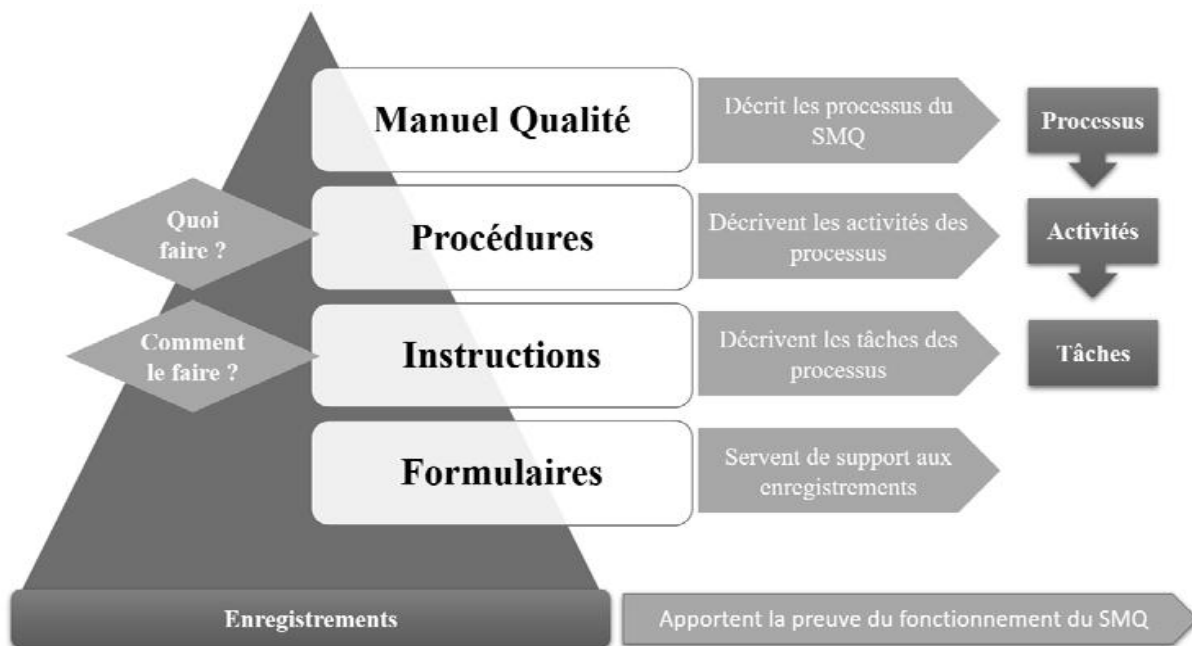 Manuel Qualité
Décrit les processus du
SMQ
Processus
Quoi
faire ?
Procédures
Décrivent les activités des
processus
Activités
Comment
le faire ?
Instructions
Décrivent les tâches des
processus
Tâches
Formulaires
Servent de support aux
enregistrements
Enregistrements
Apportent la preuve du fonctionnement du SMQ